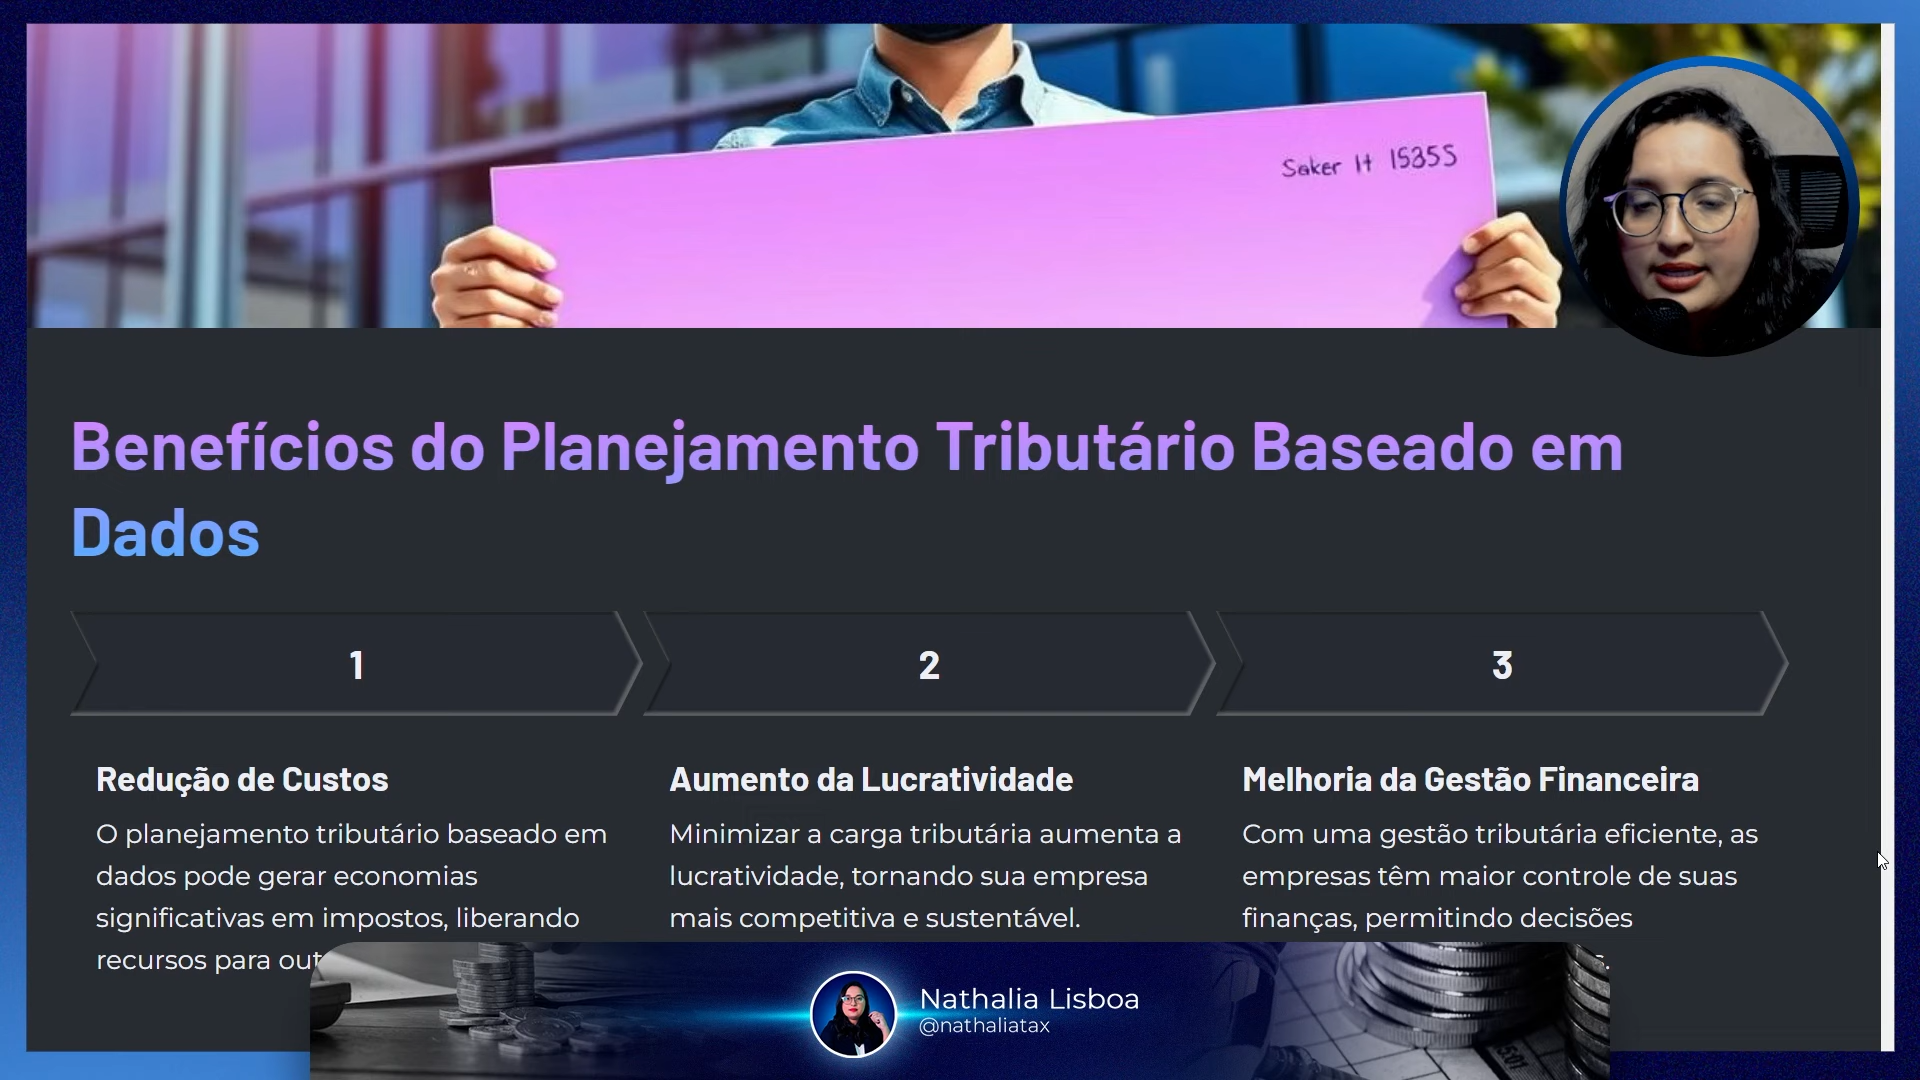 Saker It 1535S
Benefícios do Planejamento Tributário Baseado em
Dados
1
2
3
Redução de Custos
O planejamento tributário baseado em
dados pode gerar economias
significativas em impostos, liberando
recursos para out
Aumento da Lucratividade
Minimizar a carga tributária aumenta a
lucratividade, tornando sua empresa
mais competitiva e sustentável.
Melhoria da Gestão Financeira
Com uma gestão tributária eficiente, as
empresas têm maior controle de suas
finanças, permitindo decisões
Nathalia Lisboa
@nathaliatax